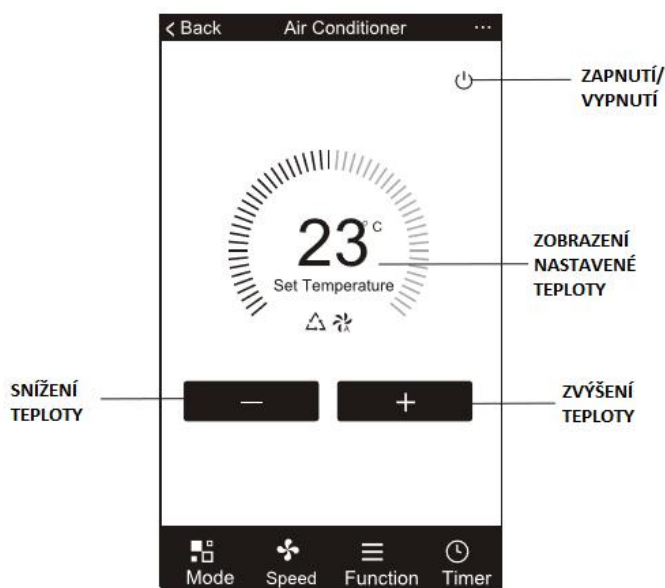 < Back Air Conditioner ...
ZAPNUTÍ/
VYPNUTÍ
23°C
Set Temperature
A
ZOBRAZENÍ
NASTAVENÉ
TEPLOTY
SNÍŽENÍ
TEPLOTY
— +
ZVÝŠENÍ
TEPLOTY
Mode Speed Function Timer